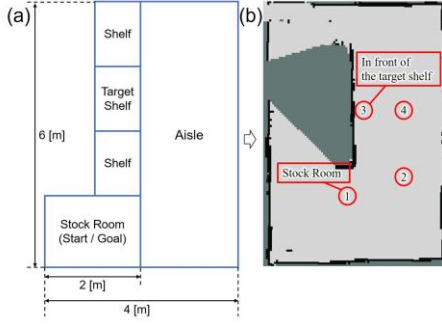 (a)
Shelf
Target
Shelf
Shelf
Aisle
6 [m]
Stock Room
(Start / Goal)
2 [m]
4 [m]
(b)
In front of
the target shelf
3
4
Stock Room
2
1